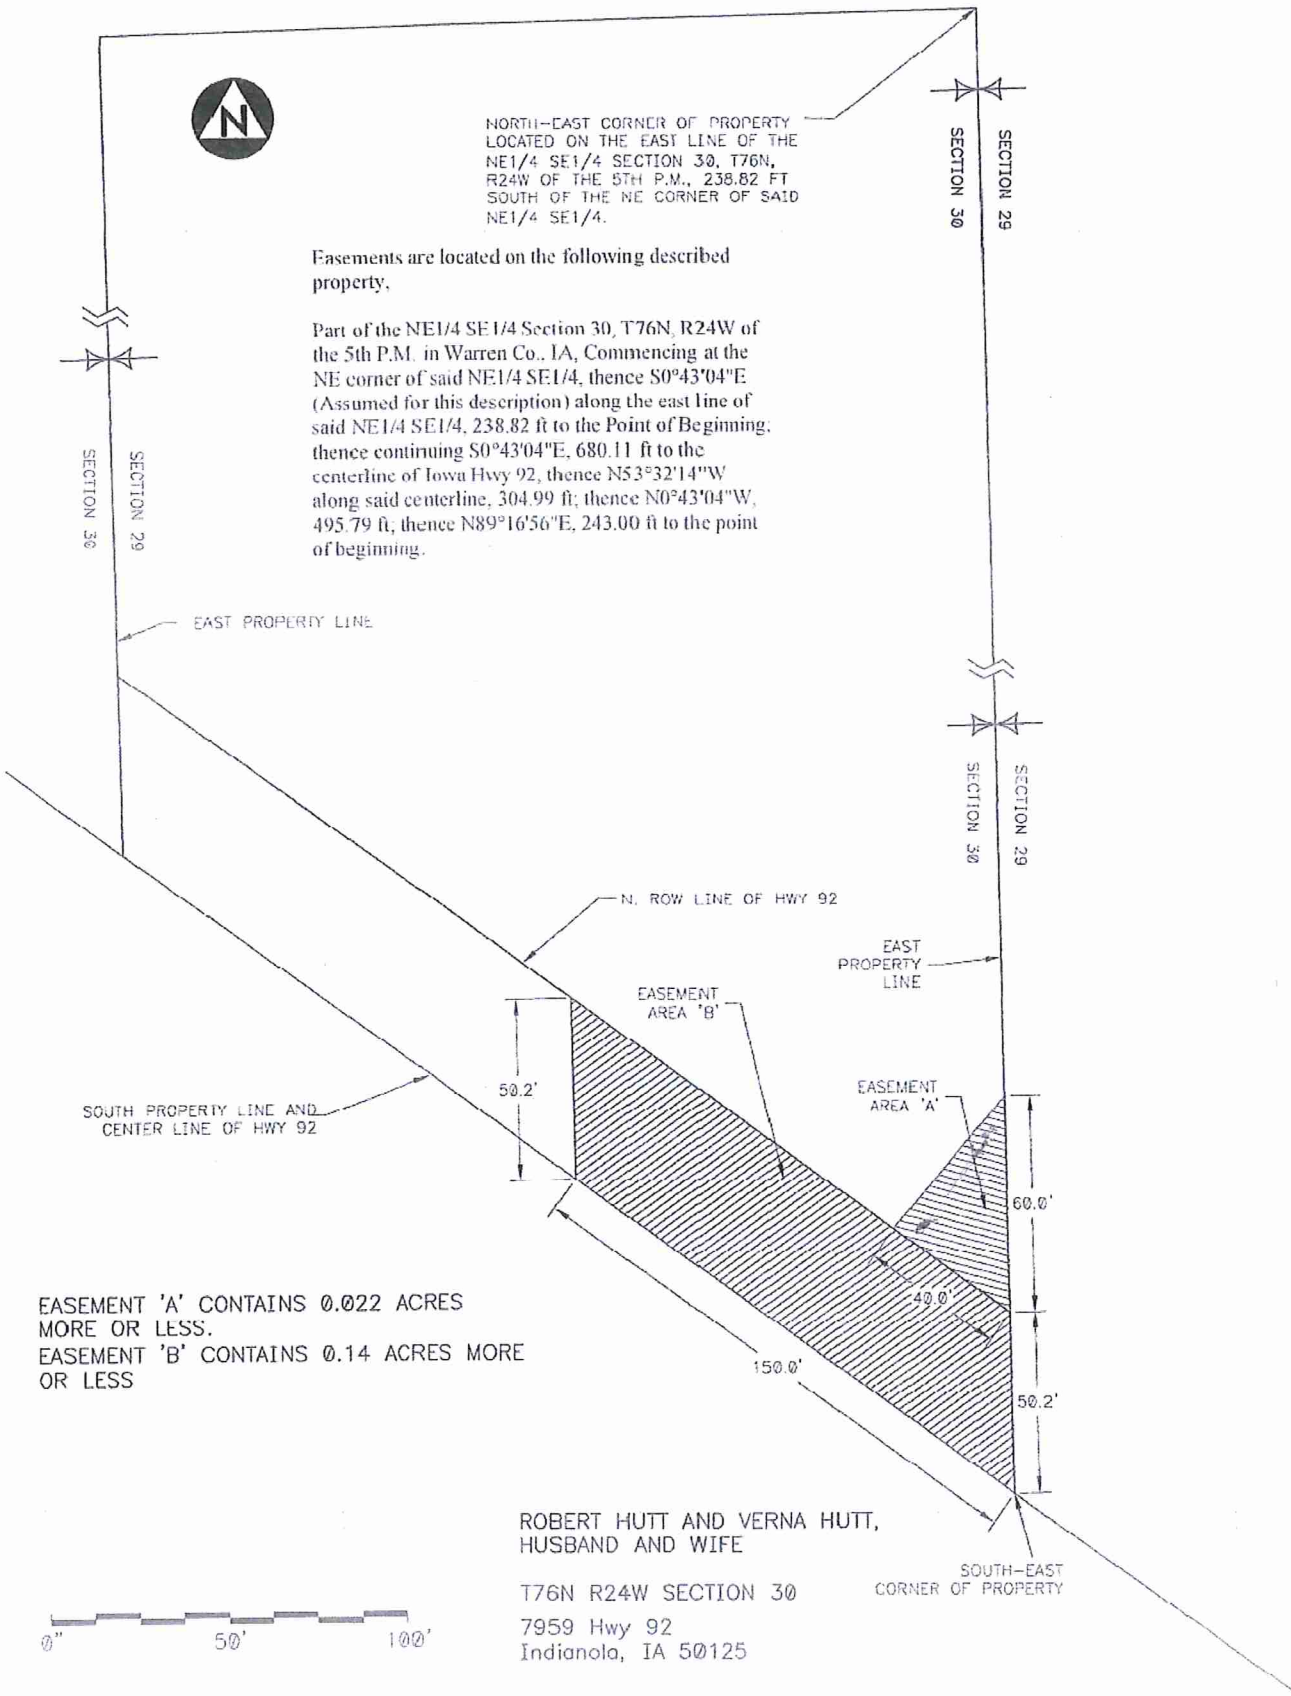 N
NORTH-EAST CORNER OF PROPERTY
LOCATED ON THE EAST LINE OF THE
NE1/4 SE1/4 SECTION 30, T76N,
R24W OF THE 5TH P.M., 238.82 FT
SOUTH OF THE NE CORNER OF SAID
NE1/4 SE1/4.
SECTION 30
SECTION 29
Easements are located on the following described
property,
Part of the NE1/4 SE1/4 Section 30, T76N, R24W of
the 5th P.M. in Warren Co., IA, Commencing at the
NE corner of said NE1/4 SE1/4, thence S0°43'04"E
(Assumed for this description) along the east line of
said NE1/4 SE1/4, 238.82 ft to the Point of Beginning;
thence continuing S0°43'04"E, 680.11 ft to the
centerline of Iowa Hwy 92, thence N53°32'14"W
along said centerline, 304.99 ft; thence N0°43'04"W,
495.79 ft; thence N89°16'56"E, 243.00 ft to the point
of beginning.
SECTION 30
SECTION 29
EAST PROPERTY LINE
SECTION 30
SECTION 29
N. ROW LINE OF HWY 92
EAST
PROPERTY
LINE
EASEMENT
AREA 'B'
50.2'
EASEMENT
AREA 'A'
SOUTH PROPERTY LINE AND
CENTER LINE OF HWY 92
60.0'
40.0'
150.0'
50.2'
EASEMENT 'A' CONTAINS 0.022 ACRES
MORE OR LESS.
EASEMENT 'B' CONTAINS 0.14 ACRES MORE
OR LESS
ROBERT HUTT AND VERNA HUTT,
HUSBAND AND WIFE
SOUTH-EAST
CORNER OF PROPERTY
T76N R24W SECTION 30
7959 Hwy 92
Indianola, IA 50125
0"
50'
100'